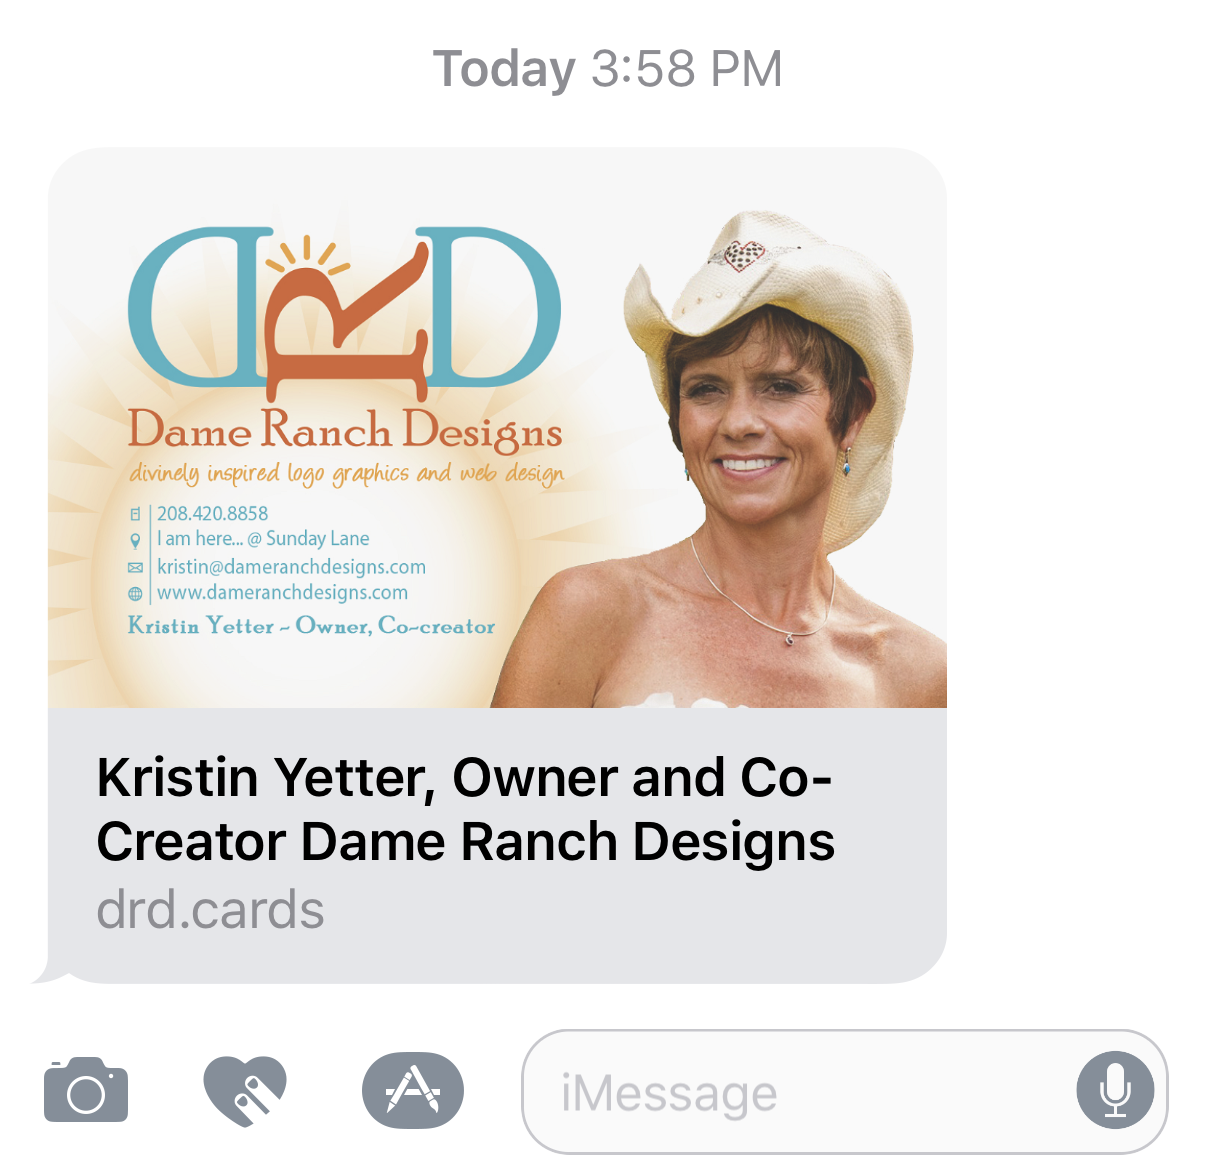 Today 3:58 PM
DRD
Dame Ranch Designs
divinely inspired logo graphics and web design
208.420.8858
I am here... @ Sunday Lane
kristin@dameranchdesigns.com
www.dameranchdesigns.com
Kristin Yetter - Owner, Co-creator
Kristin Yetter, Owner and Co-
Creator Dame Ranch Designs
drd.cards
iMessage